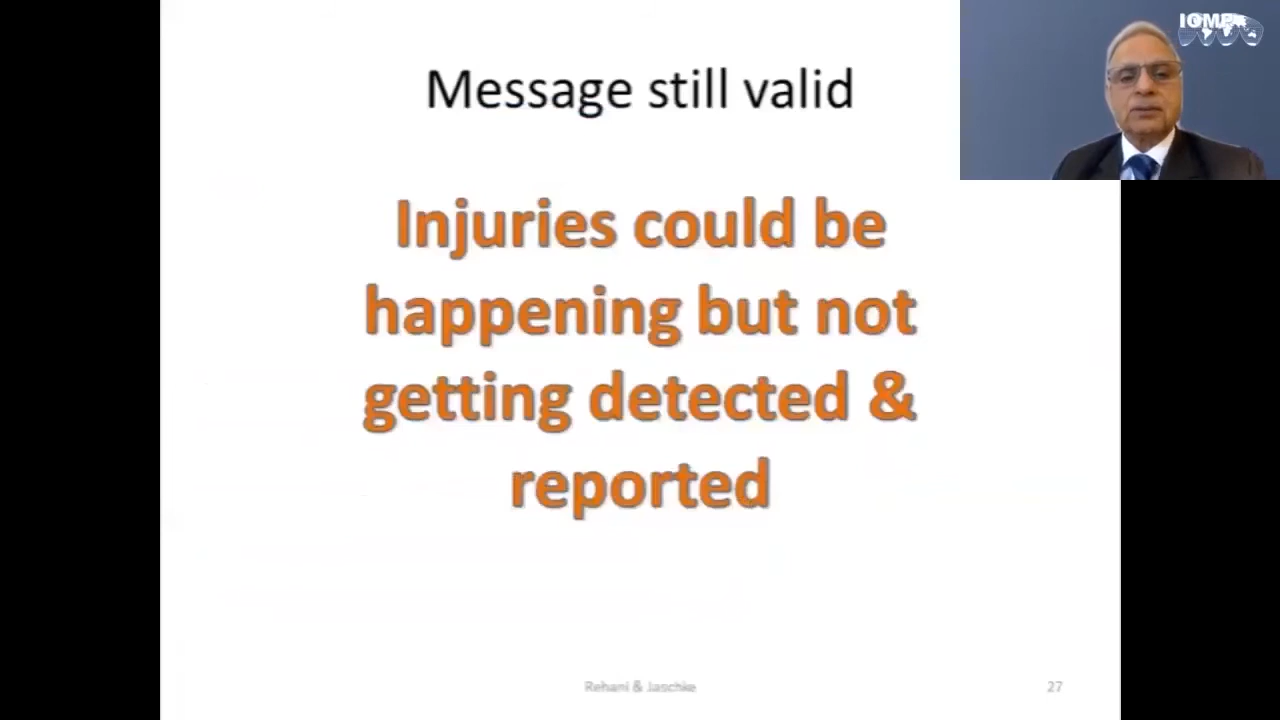 Message still valid
IOMP
Injuries could be
happening but not
getting detected &
reported
Rehani & Jaschke
27